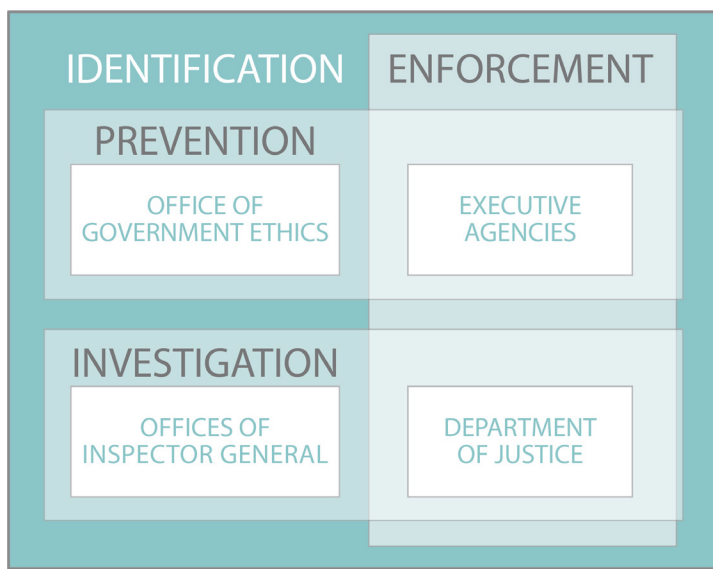 IDENTIFICATION
ENFORCEMENT
PREVENTION
OFFICE OF
GOVERNMENT ETHICS
EXECUTIVE
AGENCIES
INVESTIGATION
OFFICES OF
INSPECTOR GENERAL
DEPARTMENT
OF JUSTICE